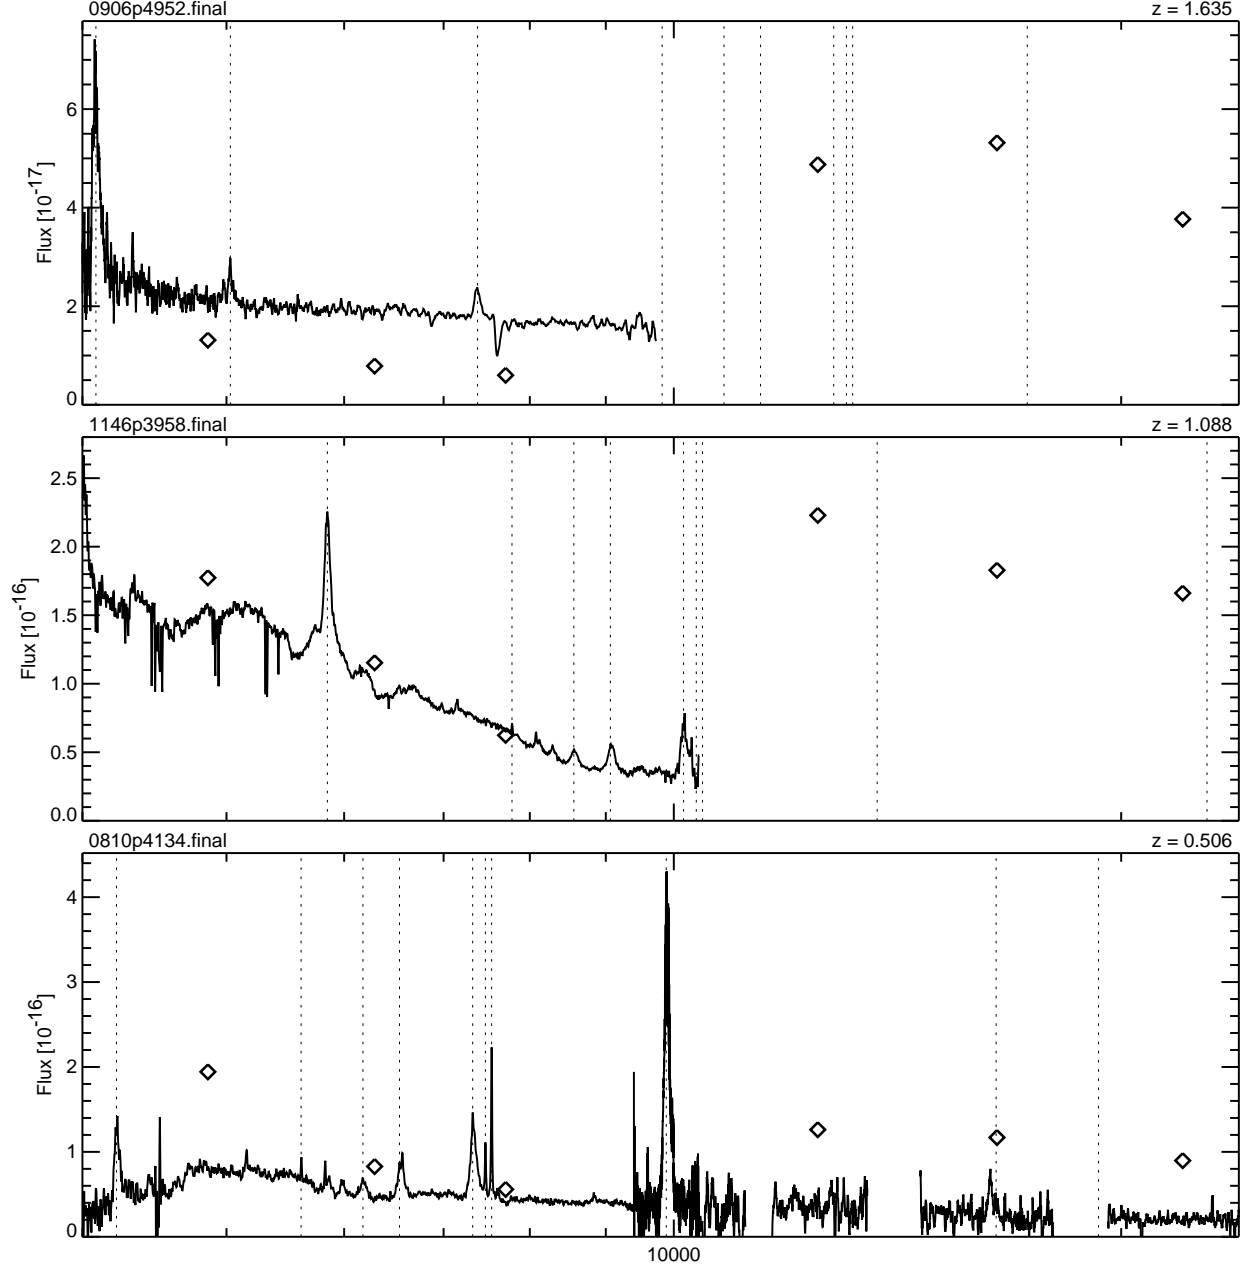 0906p4952.final z = 1.635
6
4
2
0
Flux [10-17]
1146p3958.final z = 1.088
2.5
2.0
1.5
1.0
0.5
0.0
Flux [10-16]
0810p4134.final z = 0.506
4
3
2
1
0
Flux [10-16]
10000